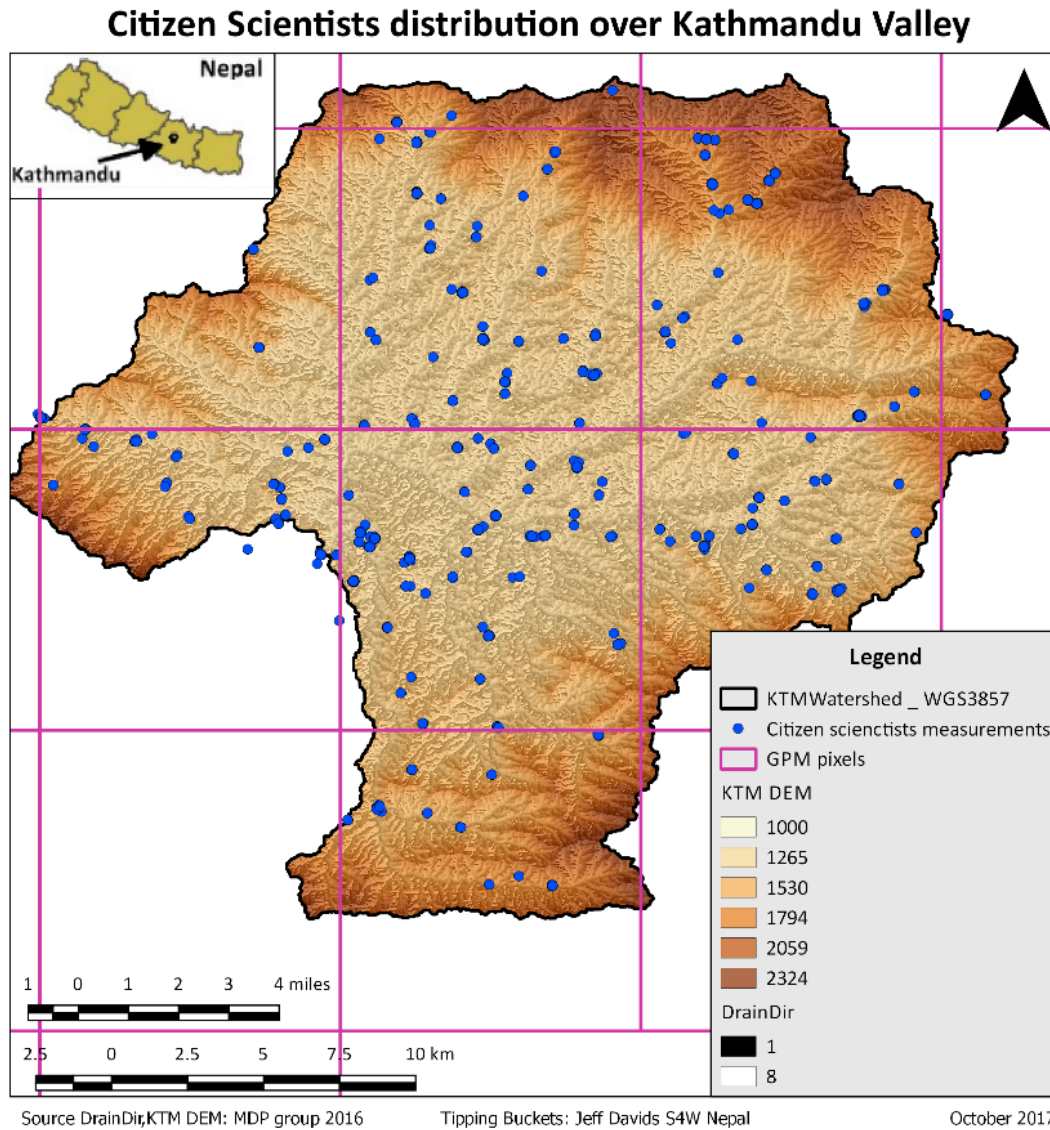 Citizen Scientists distribution over Kathmandu Valley
Nepal
Kathmandu
Legend
KTMWatershed _ WGS3857
Citizen scienctists measurements
GPM pixels
KTM DEM
1000
1265
1530
1794
2059
2324
DrainDir
1
8
1 0 1 2 3 4 miles
2.5 0 2.5 5 7.5 10 km
Source DrainDir,KTM DEM: MDP group 2016 Tipping Buckets: Jeff Davids S4W Nepal October 2017